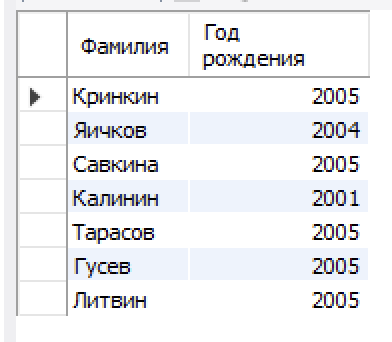 Фамилия Год рождения
Кринкин 2005
Яичков 2004
Савкина 2005
Калинин 2001
Тарасов 2005
Гусев 2005
Литвин 2005